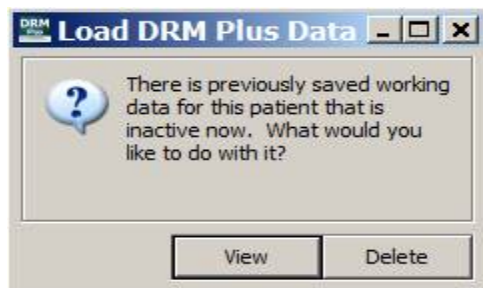 DRM Plus
Load DRM Plus Data
There is previously saved working
data for this patient that is
inactive now.  What would you
like to do with it?
View Delete